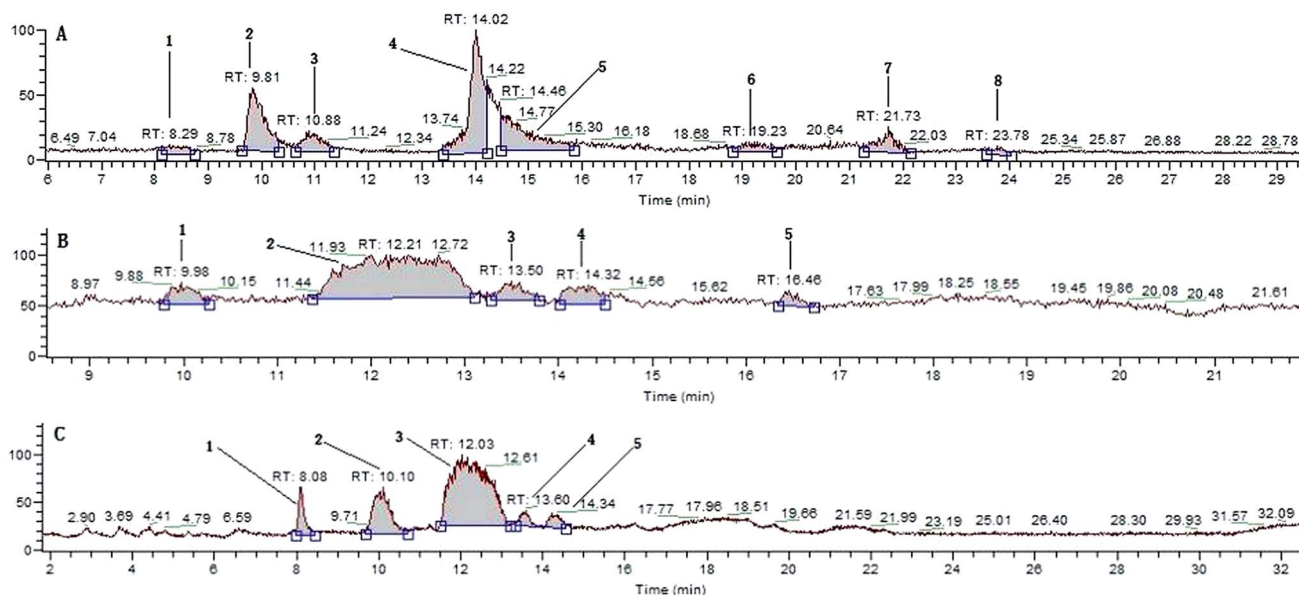 A
100
50
0
1
2
3
4
5
6
7
8
RT: 14.02
RT: 9.81
14.22
RT: 14.46
14.77
13.74
RT: 10.88
11.24
RT: 8.29
8.78
6.49 7.04
12.34
15.30 16.18
18.68
RT: 19.23
20.64
RT: 21.73
22.03
RT: 23.78
25.34 25.87 26.88 28.22 28.78
6 7 8 9 10 11 12 13 14 15 16 17 18 19 20 21 22 23 24 25 26 27 28 29
Time (min)
B
100
50
0
1
2
3
4
5
8.97
9.88
RT: 9.98
10.15
11.44
11.93
RT: 12.21
12.72
RT: 13.50
RT: 14.32
14.56
15.62
RT: 16.46
17.63 17.99 18.25 18.55 19.45 19.86 20.08 20.48 21.61
9 10 11 12 13 14 15 16 17 18 19 20 21
Time (min)
C
100
50
0
1
2
3
4
5
RT: 12.03
12.61
RT: 8.08
RT: 10.10
9.71
RT: 13.60
14.34
2.90 3.69 4.41 4.79 6.59
17.77 17.96 18.51 19.66 21.59 21.99 23.19 25.01 26.40 28.30 29.93 31.57 32.09
2 4 6 8 10 12 14 16 18 20 22 24 26 28 30 32
Time (min)